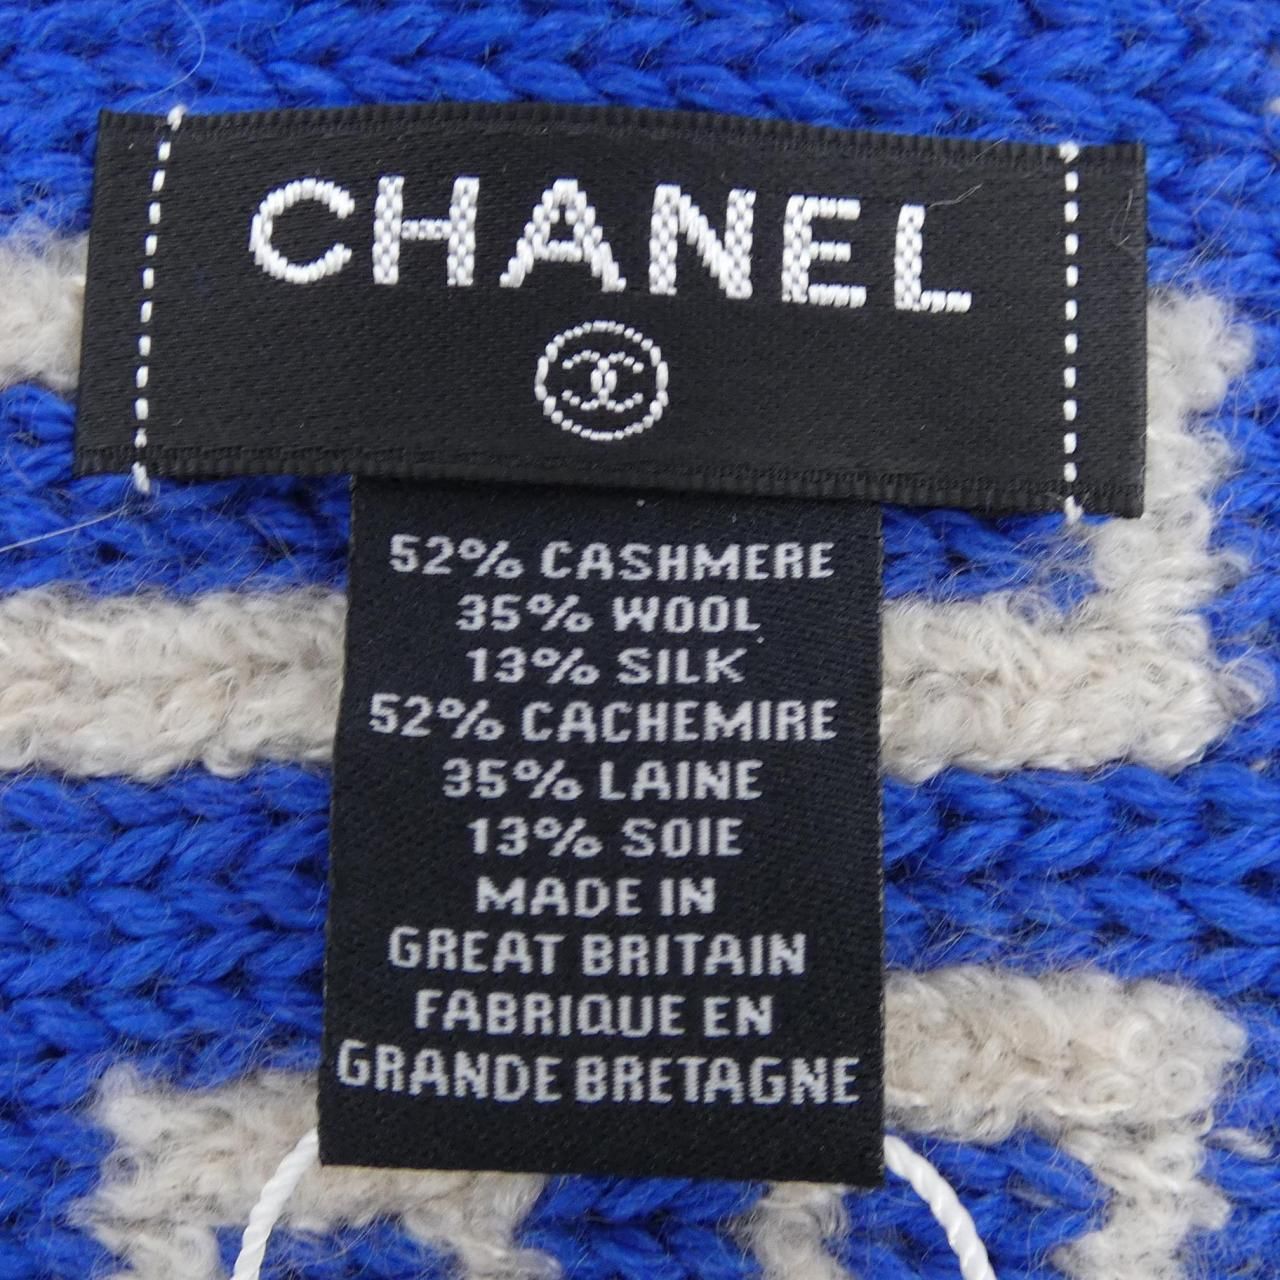 CHANEL
52% CASHMERE
35% WOOL
13% SILK
52% CACHEMIRE
35% LAINE
13% SOIE
MADE IN
GREAT BRITAIN
FABRIQUE EN
GRANDE BRETAGNE